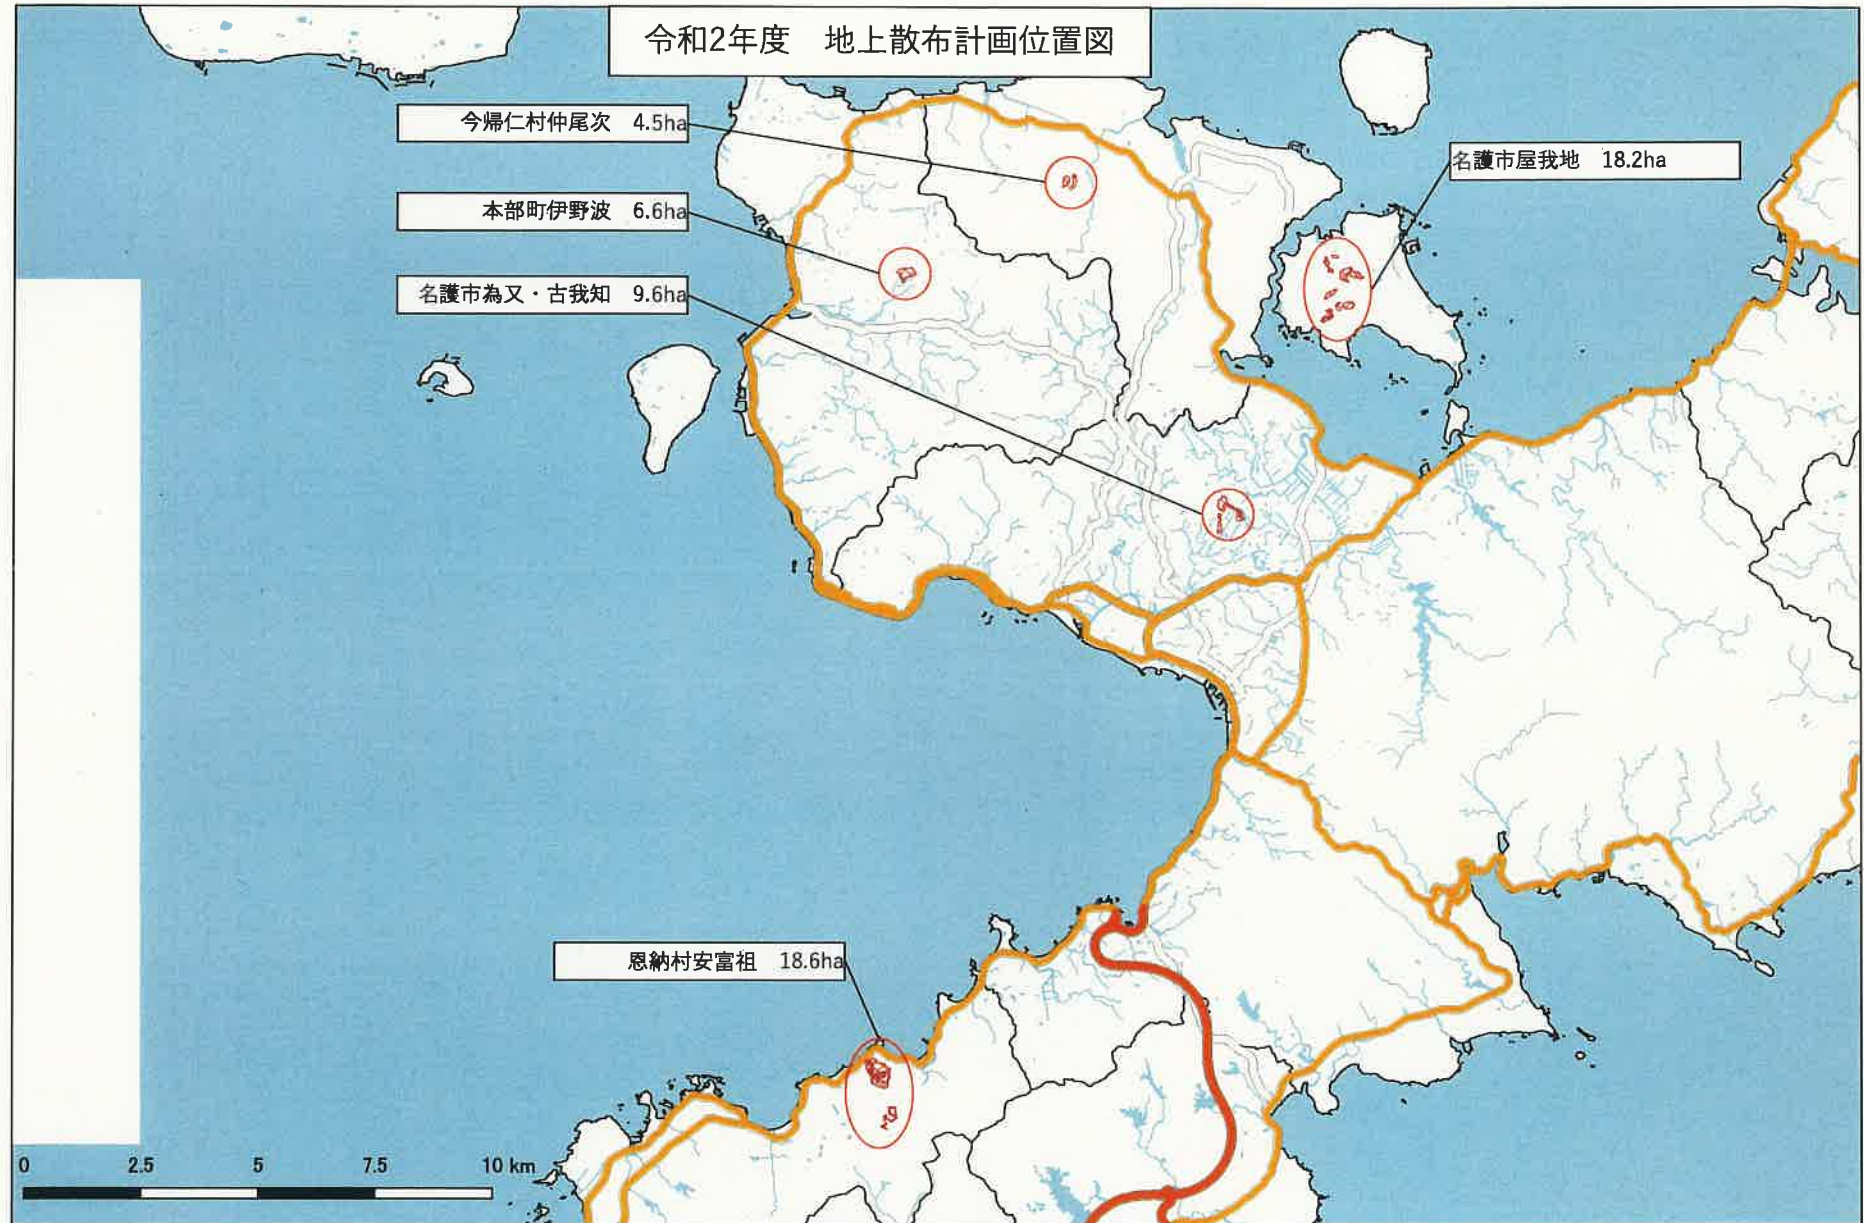 令和2年度　地上散布計画位置図
今帰仁村仲尾次　4.5ha
名護市屋我地　18.2ha
本部町伊野波　6.6ha
名護市為又・古我知　9.6ha
恩納村安富祖　18.6ha
0 2.5 5 7.5 10 km